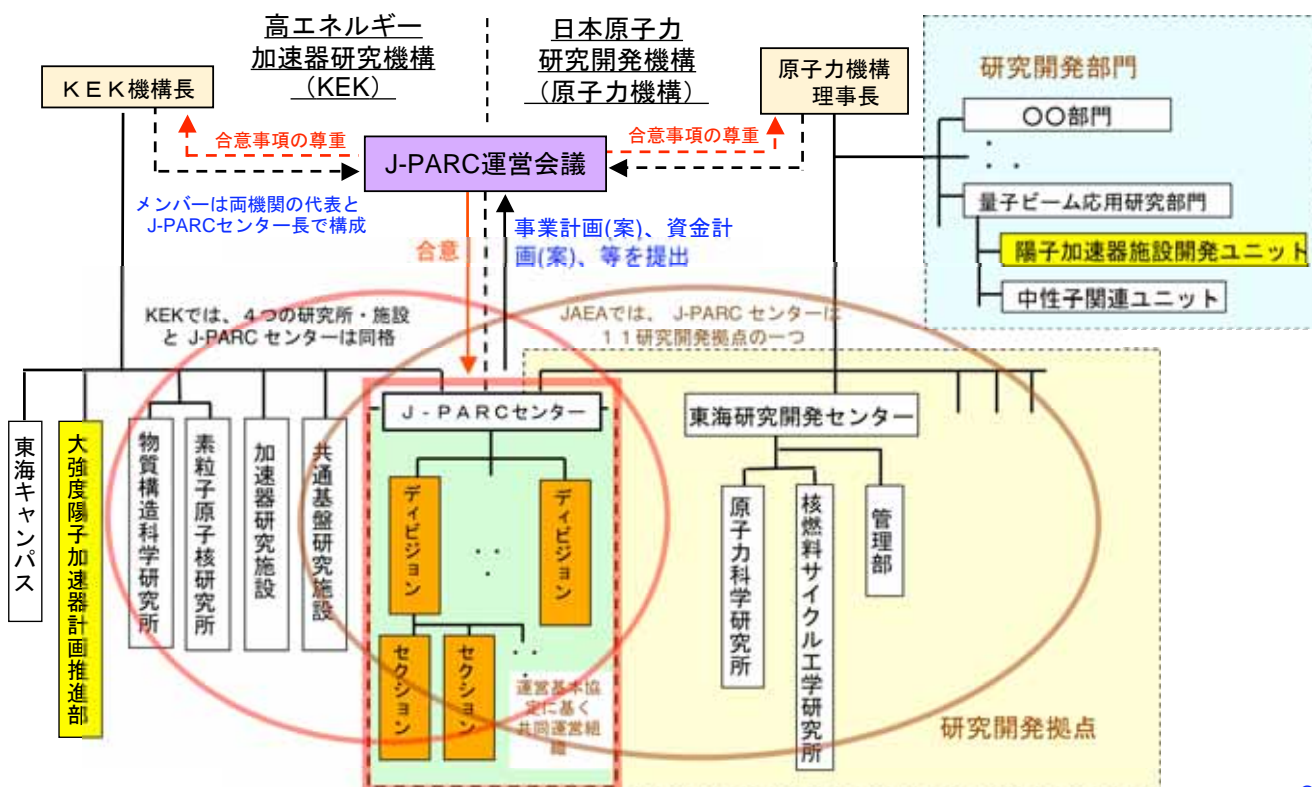 高エネルギー
加速器研究機構
（KEK）
日本原子力
研究開発機構
（原子力機構）
ＫＥＫ機構長
原子力機構
理事長
合意事項の尊重
合意事項の尊重
J-PARC運営会議
メンバーは両機関の代表と
J-PARCセンター長で構成
合意
事業計画(案)、資金計
画(案)、等を提出
研究開発部門
〇〇部門
量子ビーム応用研究部門
陽子加速器施設開発ユニット
中性子関連ユニット
KEKでは、４つの研究所・施設
と J-PARC センターは同格
JAEAでは、 J-PARC センターは
１１研究開発拠点の一つ
東海キャンパス
大強度陽子加速器計画推進部
物質構造科学研究所
素粒子原子核研究所
加速器研究施設
共通基盤研究施設
Ｊ-ＰＡＲＣセンター
ディビジョン
ディビジョン
セクション
セクション
運営基本協
定に基く
共同運営組
織
東海研究開発センター
原子力科学研究所
核燃料サイクル工学研究所
管理部
研究開発拠点